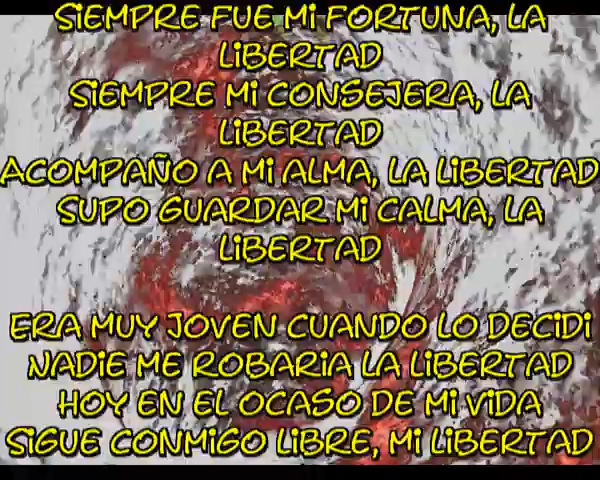 SIEMPRE FUE MI FORTUNA, LA
LIBERTAD
SIEMPRE MI CONSEJERA, LA
LIBERTAD
ACOMPAÑO A MI ALMA, LA LIBERTAD
SUPO GUARDAR MI CALMA, LA
LIBERTAD
ERA MUY JOVEN CUANDO LO DECIDI
NADIE ME ROBARIA LA LIBERTAD
HOY EN EL OCASO DE MI VIDA
SIGUE CONMIGO LIBRE, MI LIBERTAD